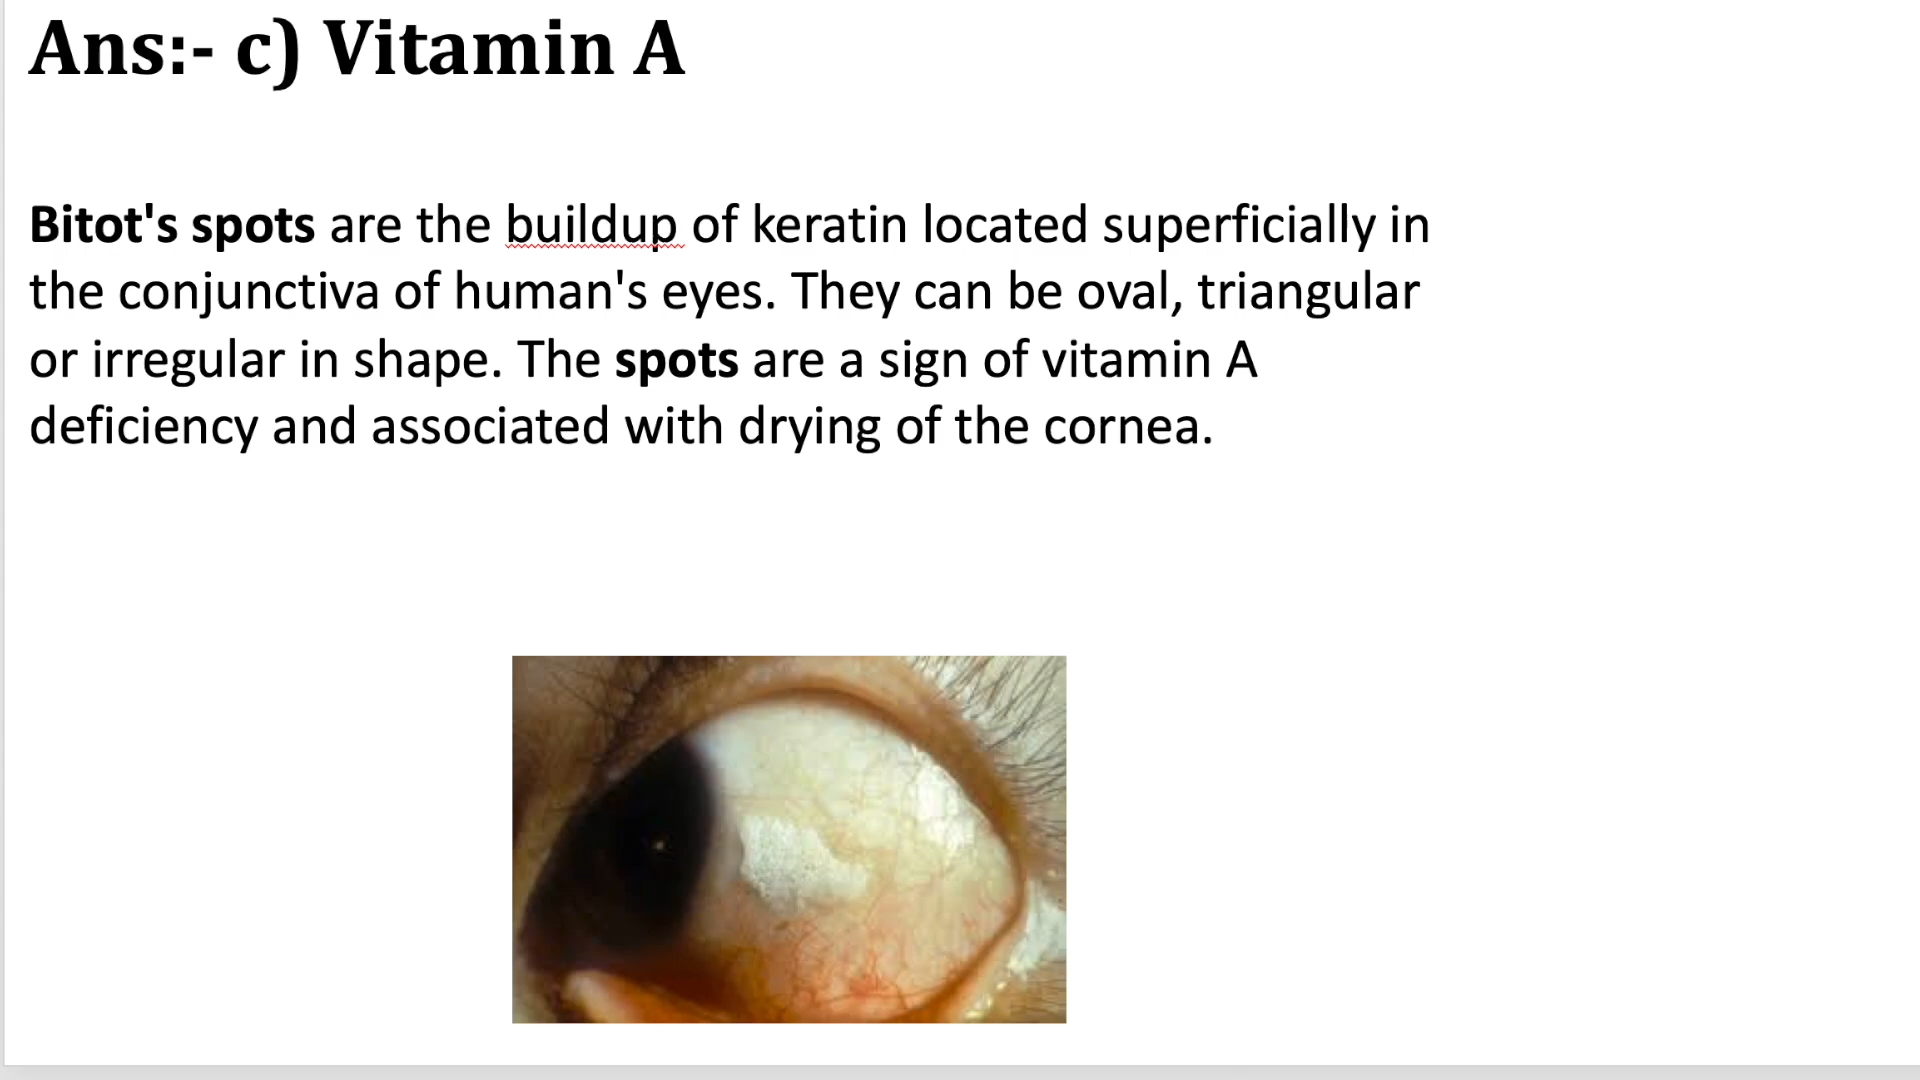 Ans:- c) Vitamin A
Bitot's spots are the buildup of keratin located superficially in
the conjunctiva of human's eyes. They can be oval, triangular
or irregular in shape. The spots are a sign of vitamin A
deficiency and associated with drying of the cornea.